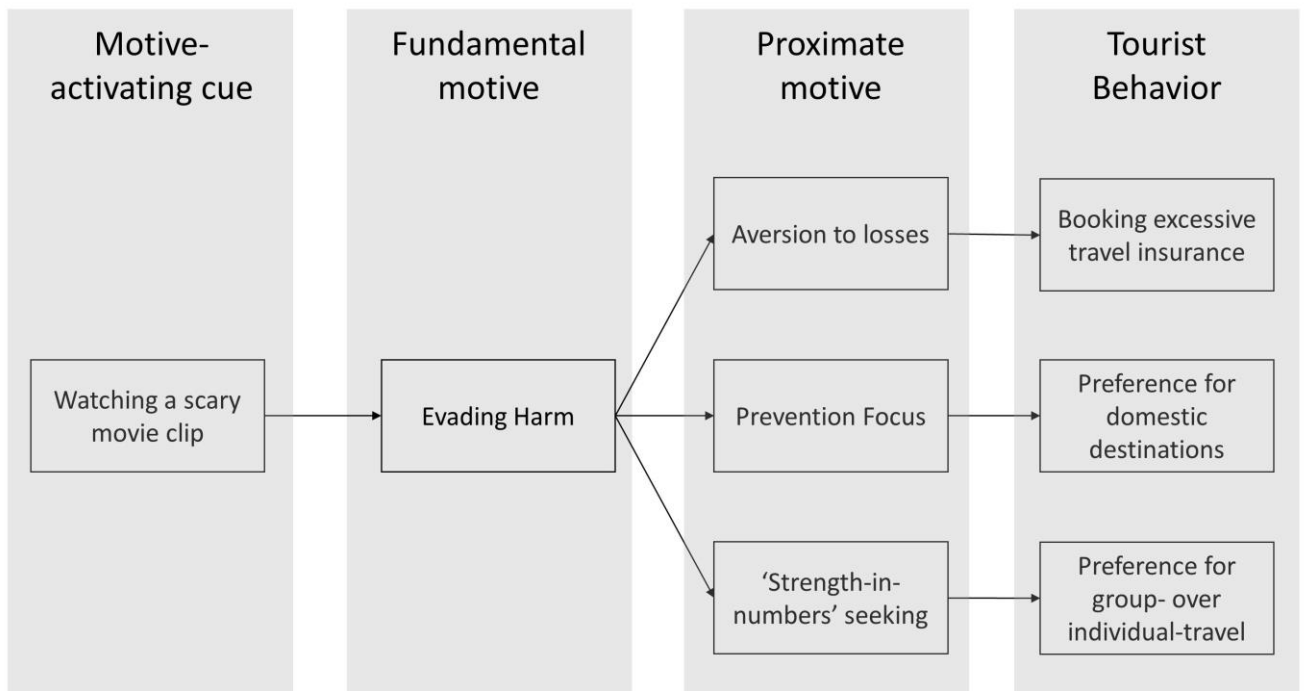 Motive-
activating cue
Fundamental
motive
Proximate
motive
Tourist
Behavior
Watching a scary
movie clip
Evading Harm
Aversion to losses
Booking excessive
travel insurance
Prevention Focus
Preference for
domestic
destinations
‘Strength-in-
numbers’ seeking
Preference for
group- over
individual-travel